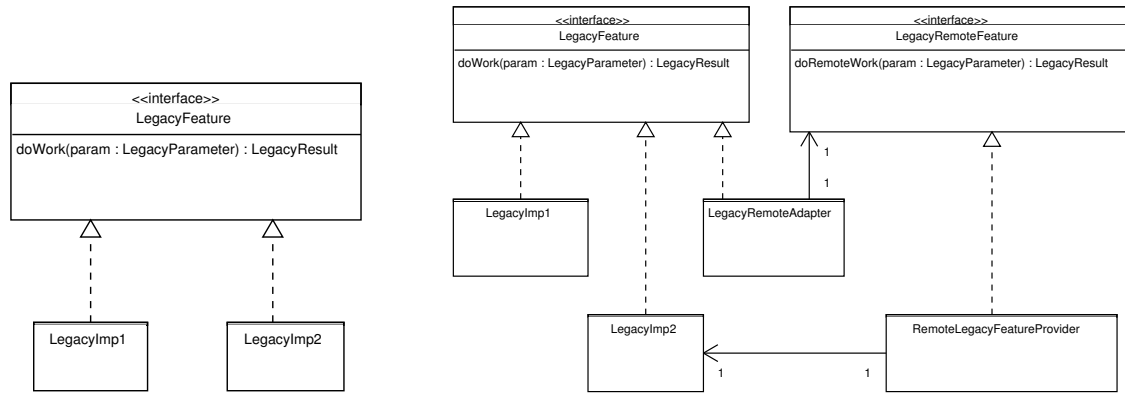 <<interface>>
LegacyFeature
doWork(param : LegacyParameter) : LegacyResult
LegacyImp1
LegacyImp2
<<interface>>
LegacyFeature
doWork(param : LegacyParameter) : LegacyResult
<<interface>>
LegacyRemoteFeature
doRemoteWork(param : LegacyParameter) : LegacyResult
1
1
LegacyImp1
LegacyRemoteAdapter
LegacyImp2
RemoteLegacyFeatureProvider
1
1